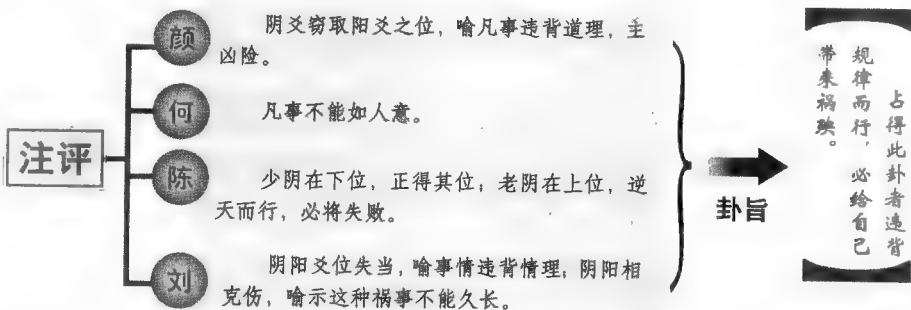 注评
颜
阴爻窃取阳爻之位，喻凡事违背道理，主
凶险。
何
凡事不能如人意。
陈
少阴在下位，正得其位；老阴在上位，逆
天而行，必将失败。
刘
阴阳爻位失当，喻事情违背情理；阴阳相
克伤，喻示这种祸事不能久长。
卦旨
占得此卦者违背
规律而行，必给自己
带来祸殃。